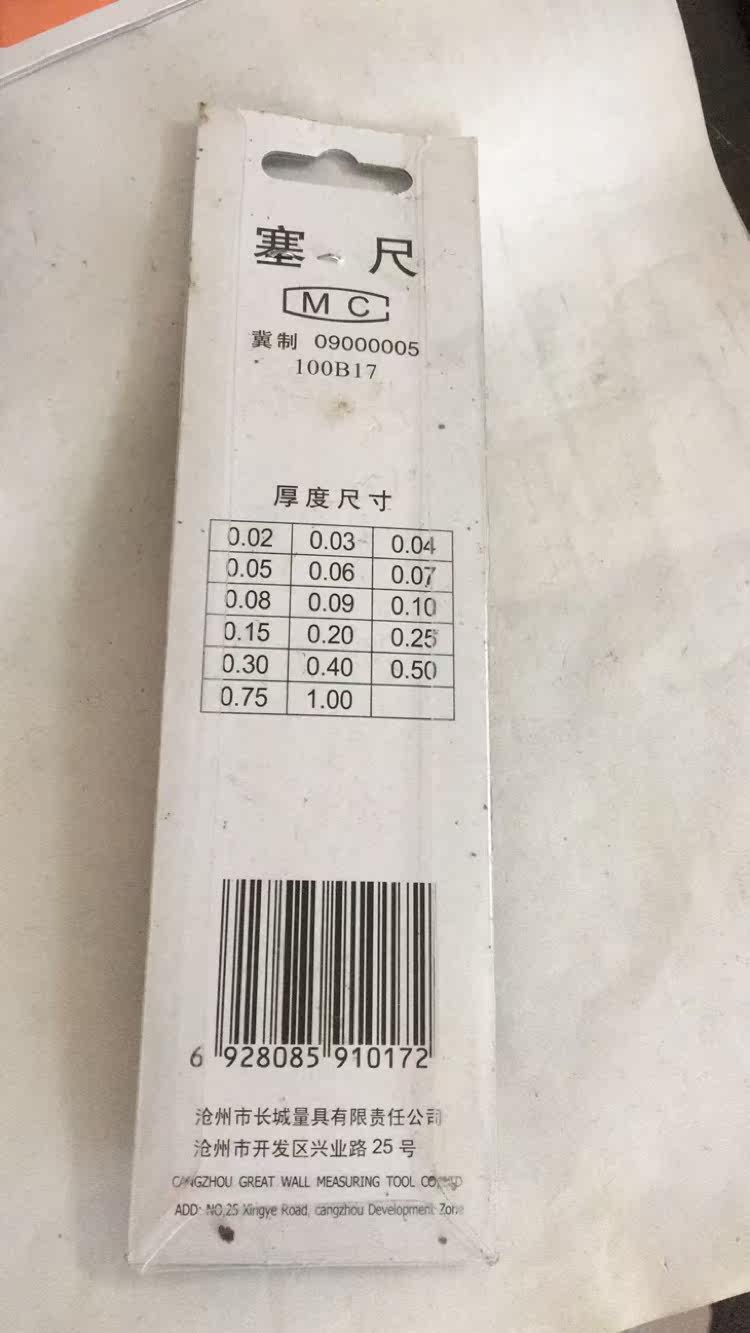 塞尺
MC
冀制 09000005
100B17
厚度尺寸
0.02 0.03 0.04
0.05 0.06 0.07
0.08 0.09 0.10
0.15 0.20 0.25
0.30 0.40 0.50
0.75 1.00
6 928085 910172
沧州市长城量具有限责任公司
沧州市开发区兴业路 25 号
CANGZHOU GREAT WALL MEASURING TOOL CO.,LTD
ADD: NO.25 Xingye Road, cangzhou Development Zone